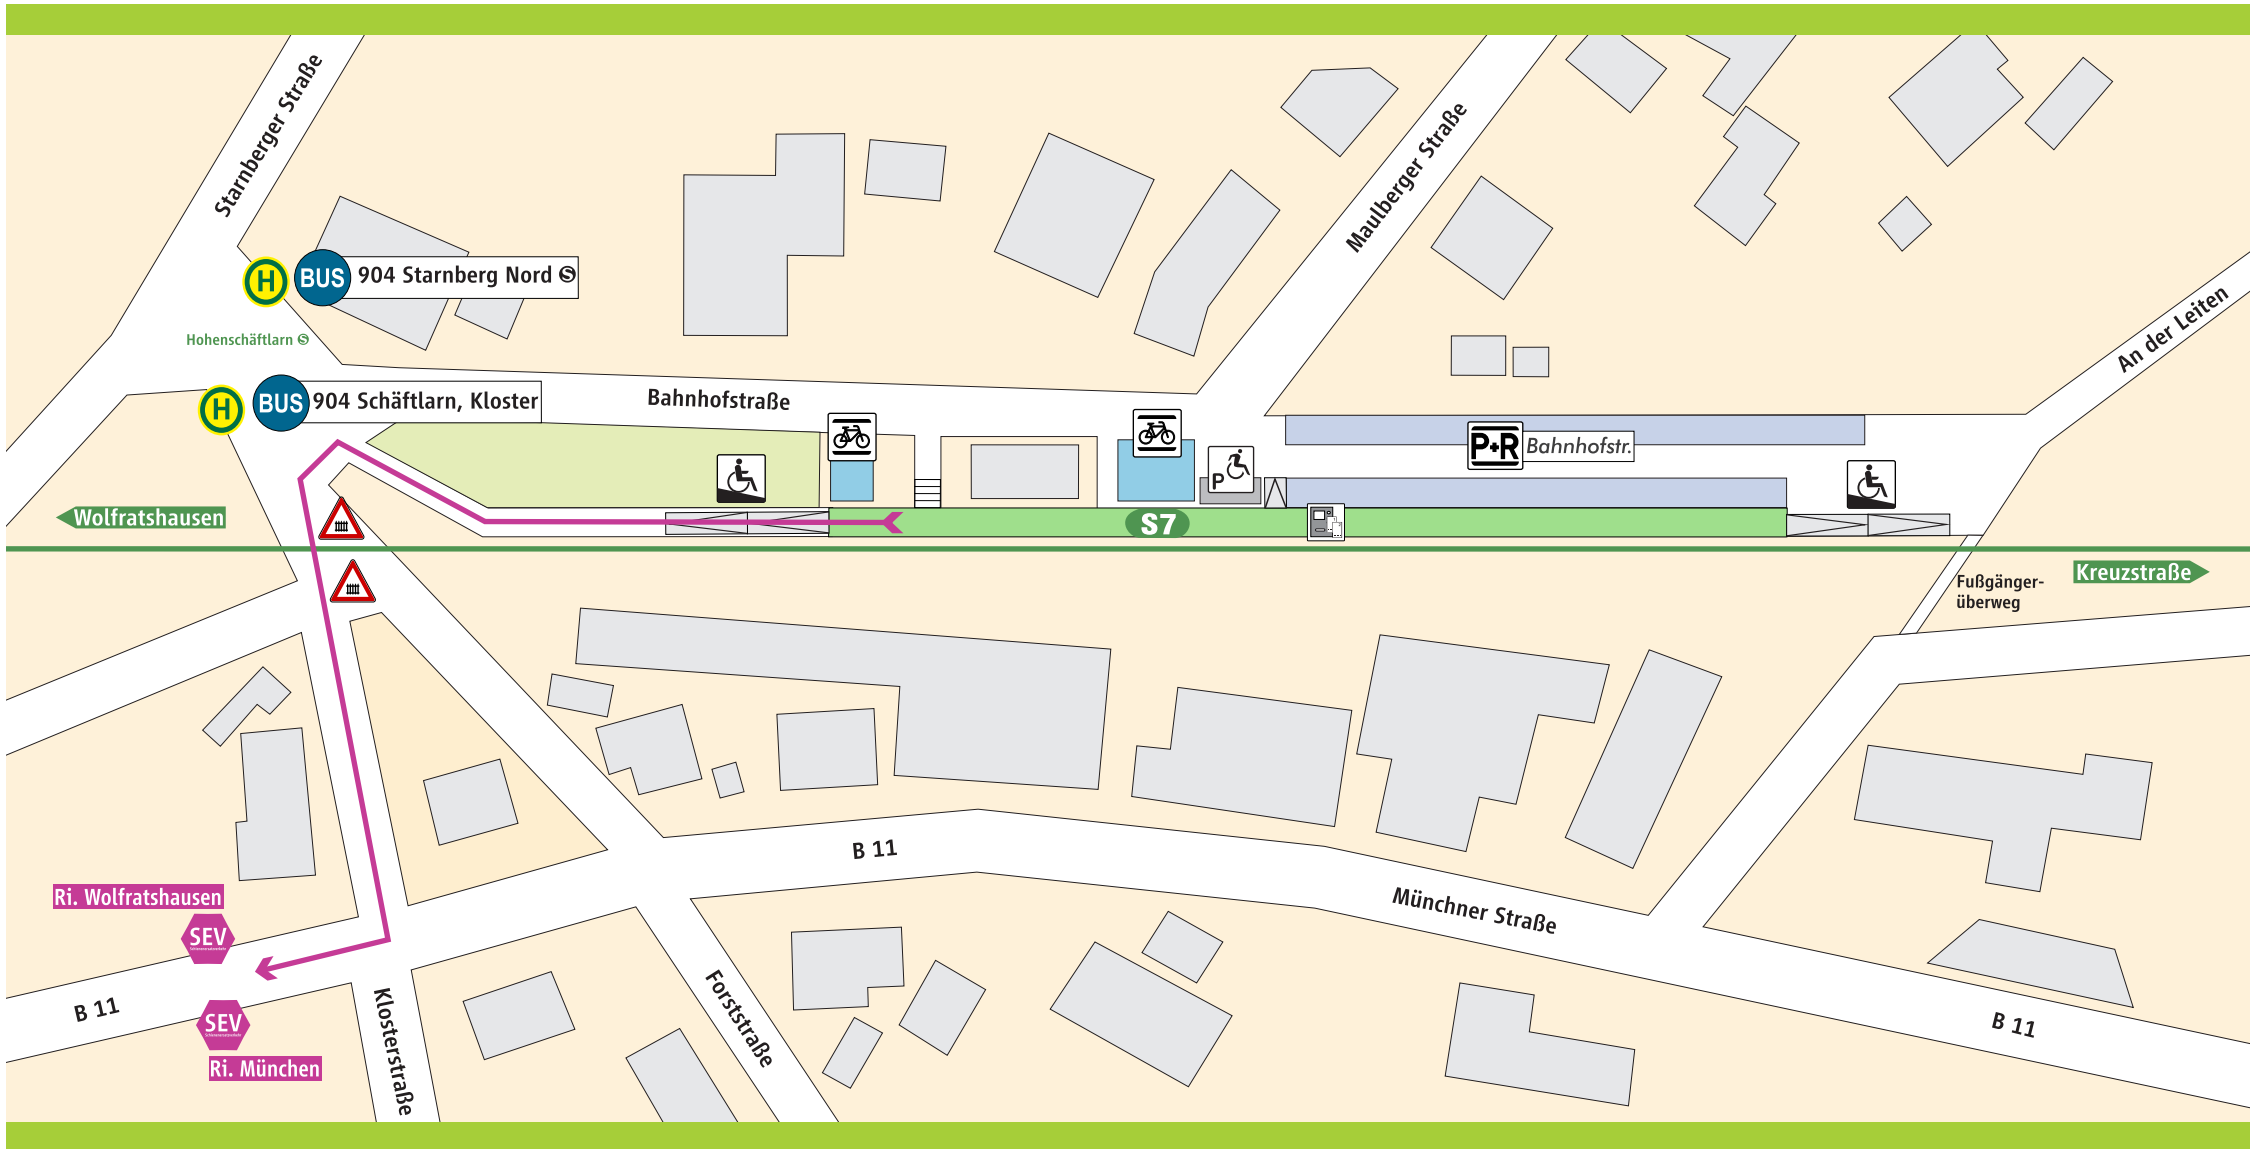 Starnberger Straße
Maulberger Straße
H
BUS
904 Starnberg Nord S
An der Leiten
Hohenschäftlarn S
H
BUS
904 Schäftlarn, Kloster
Bahnhofstraße
P+R
Bahnhofstr.
P
Wolfratshausen
S7
Kreuzstraße
Fußgänger-
überweg
B 11
Ri. Wolfratshausen
Münchner Straße
SEV
B 11
Klosterstraße
Forststraße
SEV
B 11
Ri. München